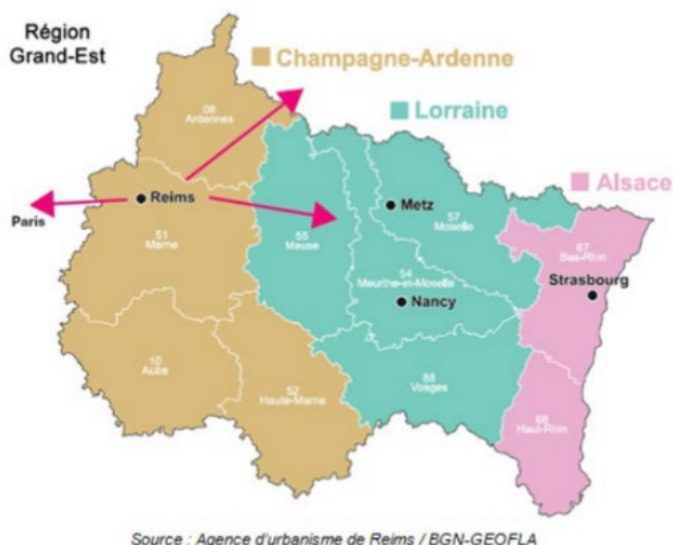 Région
Grand-Est
Champagne-Ardenne
Lorraine
Alsace
08
Ardennes
Reims
Paris
51
Marne
55
Meuse
Metz
57
Moselle
54
Meurthe-et-Moselle
Nancy
67
Bas-Rhin
Strasbourg
10
Aube
52
Haute-Marne
88
Vosges
68
Haut-Rhin
Source : Agence d'urbanisme de Reims / BGN-GEOFLA